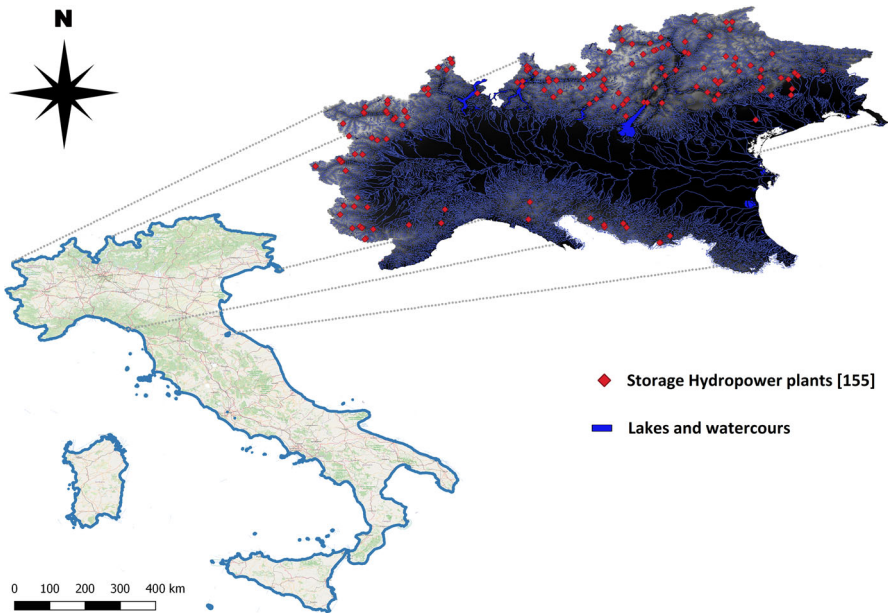 N
Storage Hydropower plants [155]
Lakes and watercours
0 100 200 300 400 km